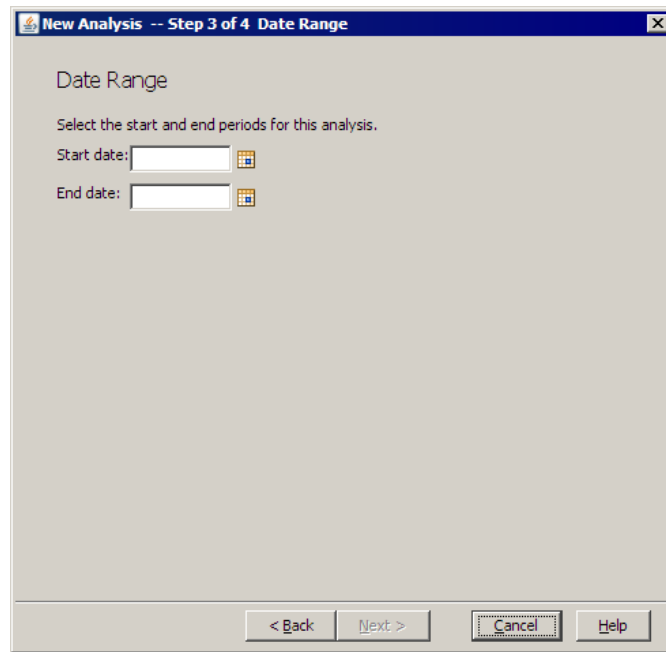 New Analysis -- Step 3 of 4 Date Range
Date Range
Select the start and end periods for this analysis.
Start date:
End date:
< Back Next > Cancel Help